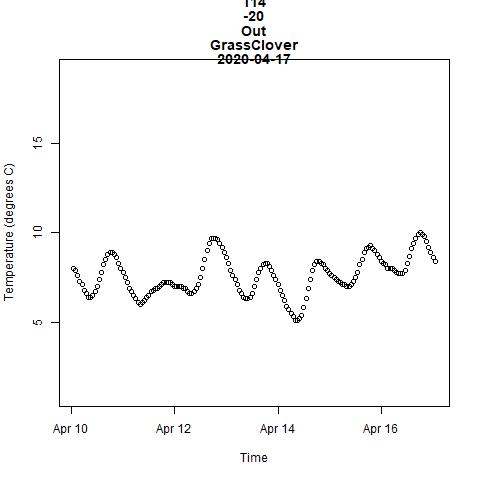 114
-20
Out
GrassClover
2020-04-17
Temperature (degrees C)
15
10
5
Apr 10
Apr 12
Apr 14
Apr 16
Time